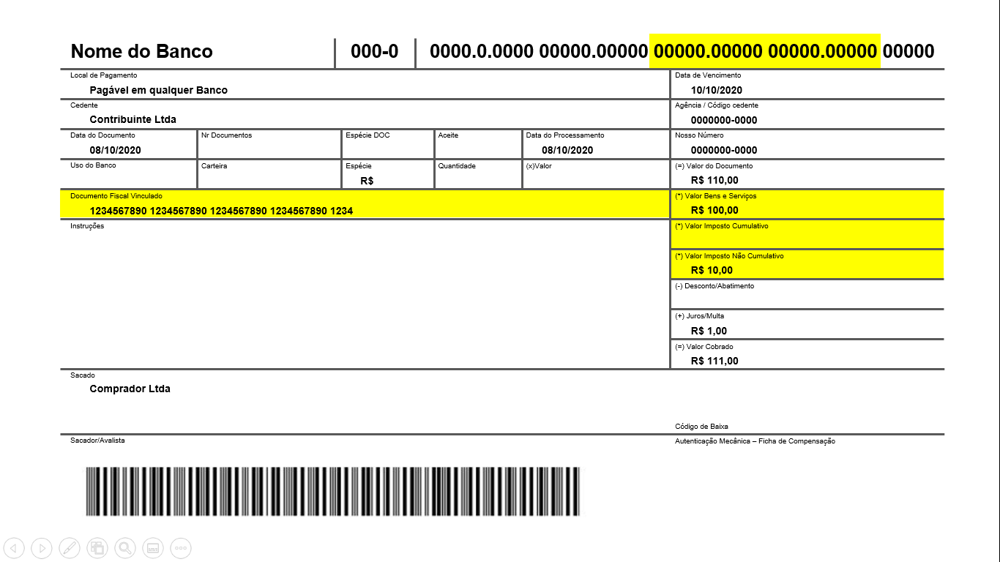 Nome do Banco 000-0 0000.0.0000 00000.00000 00000.00000 00000.00000 00000
Local de Pagamento Data de Vencimento
Pagável em qualquer Banco 10/10/2020
Cedente Agência / Código cedente
Contribuinte Ltda 0000000-0000
Data do Documento Nr Documentos Espécie DOC Aceite Data do Processamento Nosso Número
08/10/2020 08/10/2020 0000000-0000
Uso do Banco Carteira Espécie Quantidade (x)Valor (=) Valor do Documento
R$ R$ 110,00
Documento Fiscal Vinculado (*) Valor Bens e Serviços
1234567890 1234567890 1234567890 1234567890 1234 R$ 100,00
Instruções (*) Valor Imposto Cumulativo
(*) Valor Imposto Não Cumulativo
R$ 10,00
(-) Desconto/Abatimento
(+) Juros/Multa
R$ 1,00
(=) Valor Cobrado
R$ 111,00
Sacado
Comprador Ltda
Código de Baixa
Sacador/Avalista Autenticação Mecânica – Ficha de Compensação